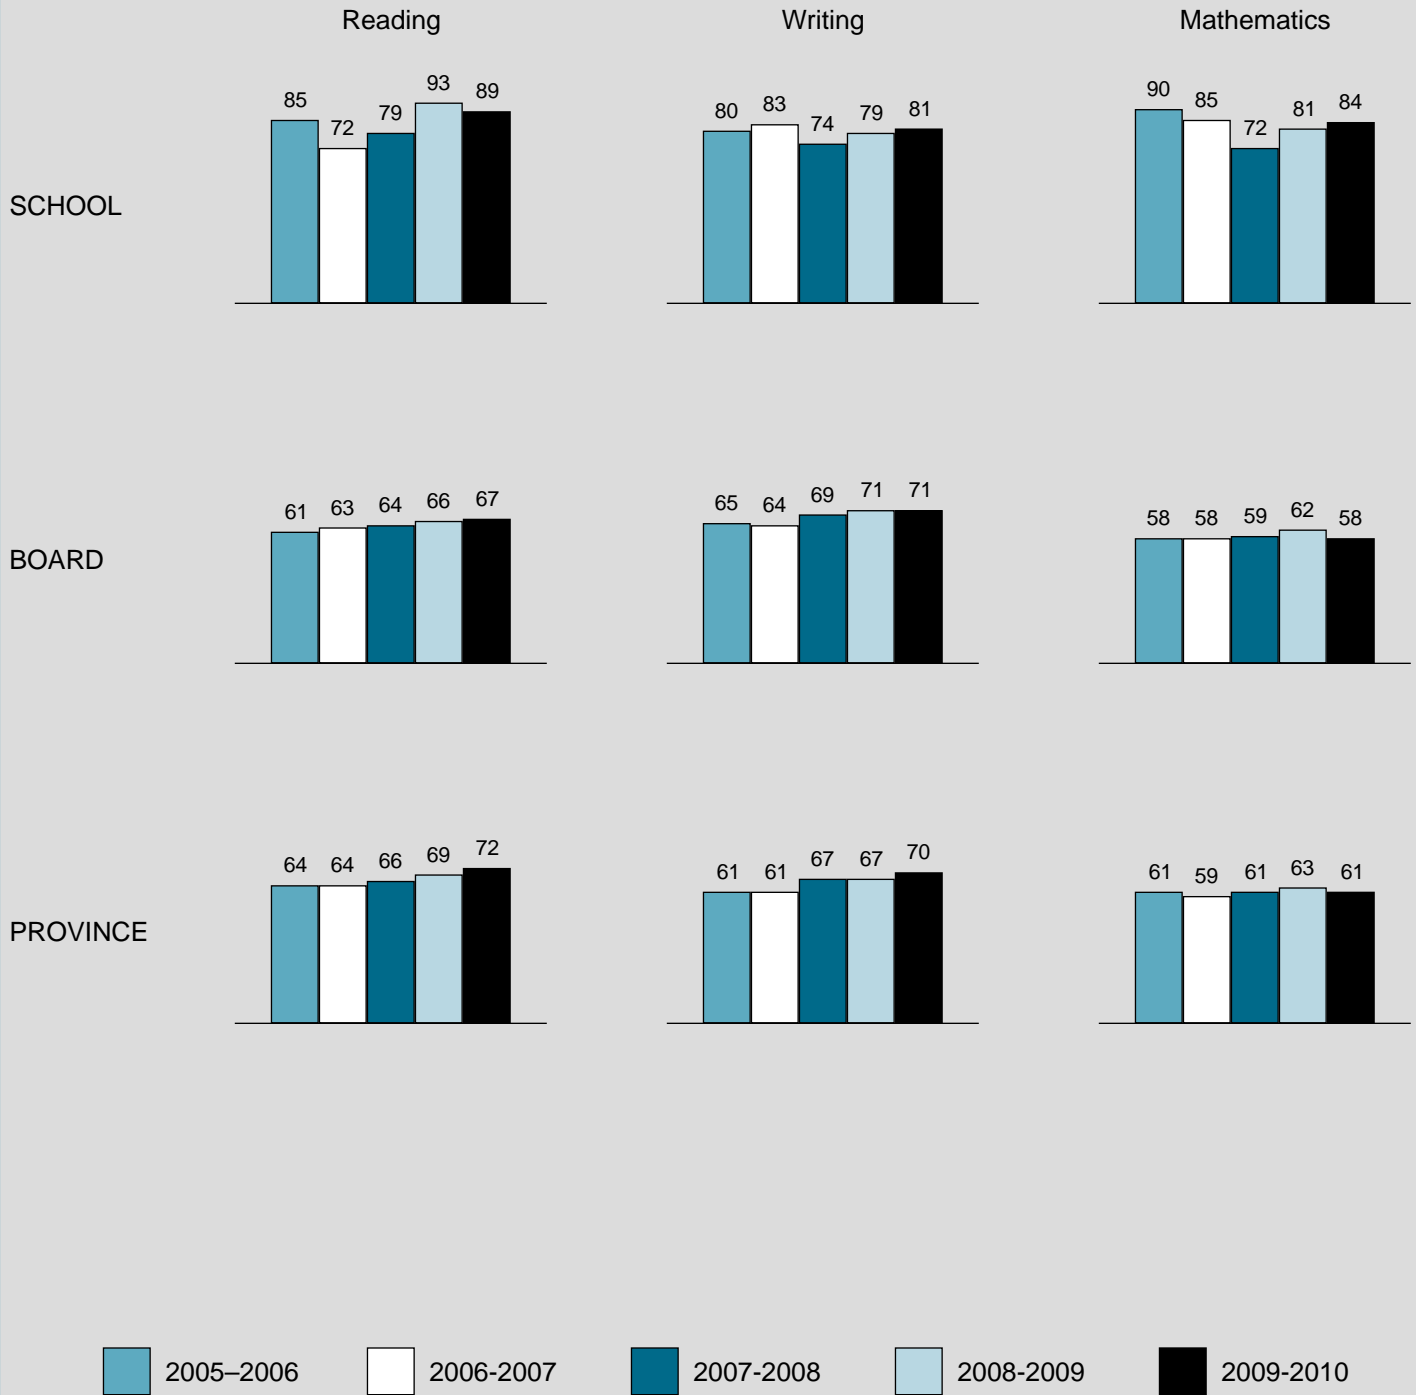 Reading Writing Mathematics
85 72 79 93 89 80 83 74 79 81 90 85 72 81 84
SCHOOL
61 63 64 66 67 65 64 69 71 71 58 58 59 62 58
BOARD
64 64 66 69 72 61 61 67 67 70 61 59 61 63 61
PROVINCE
2005–2006 2006-2007 2007-2008 2008-2009 2009-2010